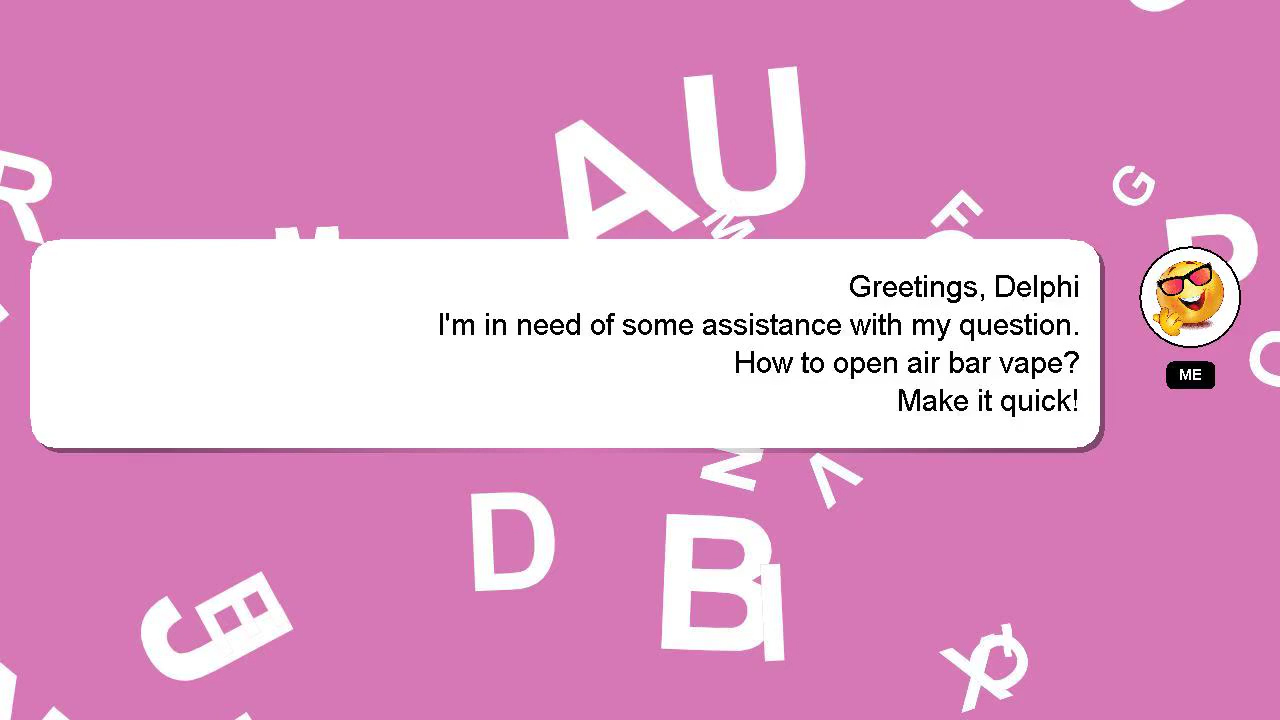 Greetings, Delphi
I'm in need of some assistance with my question.
How to open air bar vape?
Make it quick!
ME
A
U
M
F
G
R
M
D
B
I
N
V
J
E
X
Q